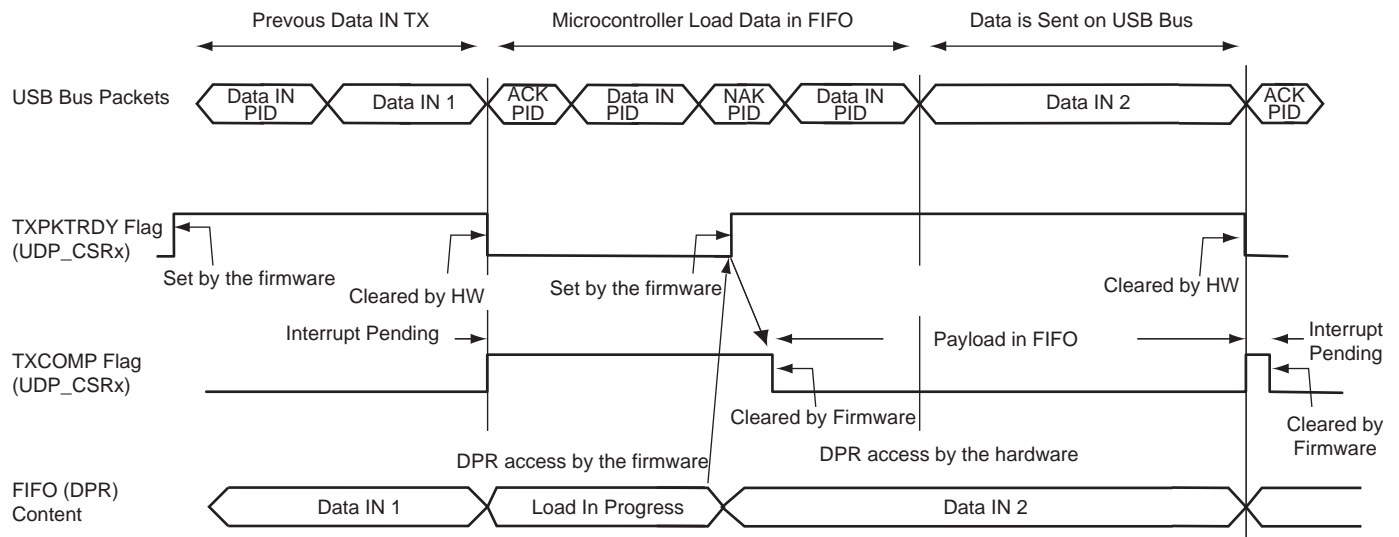 Prevous Data IN TX
Microcontroller Load Data in FIFO
Data is Sent on USB Bus
USB Bus Packets
Data IN
PID
Data IN 1
ACK
PID
Data IN
PID
NAK
PID
Data IN
PID
Data IN 2
ACK
PID
TXPKTRDY Flag
(UDP_CSRx)
Set by the firmware
Cleared by HW
Set by the firmware
Cleared by HW
Interrupt Pending
Payload in FIFO
Interrupt
Pending
TXCOMP Flag
(UDP_CSRx)
Cleared by Firmware
Cleared by
Firmware
DPR access by the firmware
DPR access by the hardware
FIFO (DPR)
Content
Data IN 1
Load In Progress
Data IN 2